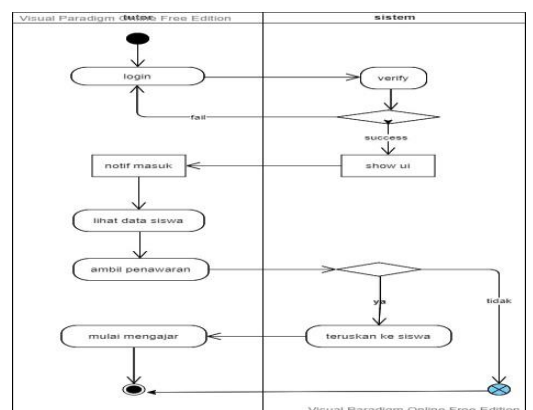 Visual Paradigm Online Free Edition
tutor
sistem
login
verify
fail
success
notif masuk
show ui
lihat data siswa
ambil penawaran
ya
tidak
mulai mengajar
teruskan ke siswa
Visual Paradigm Online Free Edition